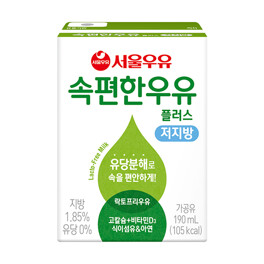 서울우유
서울우유
속편한우유
플러스
저지방
Lacto-Free Milk
유당분해로
속을 편안하게!
락토프리우유
지방
1.85%
유당 0%
고칼슘+비타민D3
식이섬유&아연
가공유
190 mL
(105 kcal)